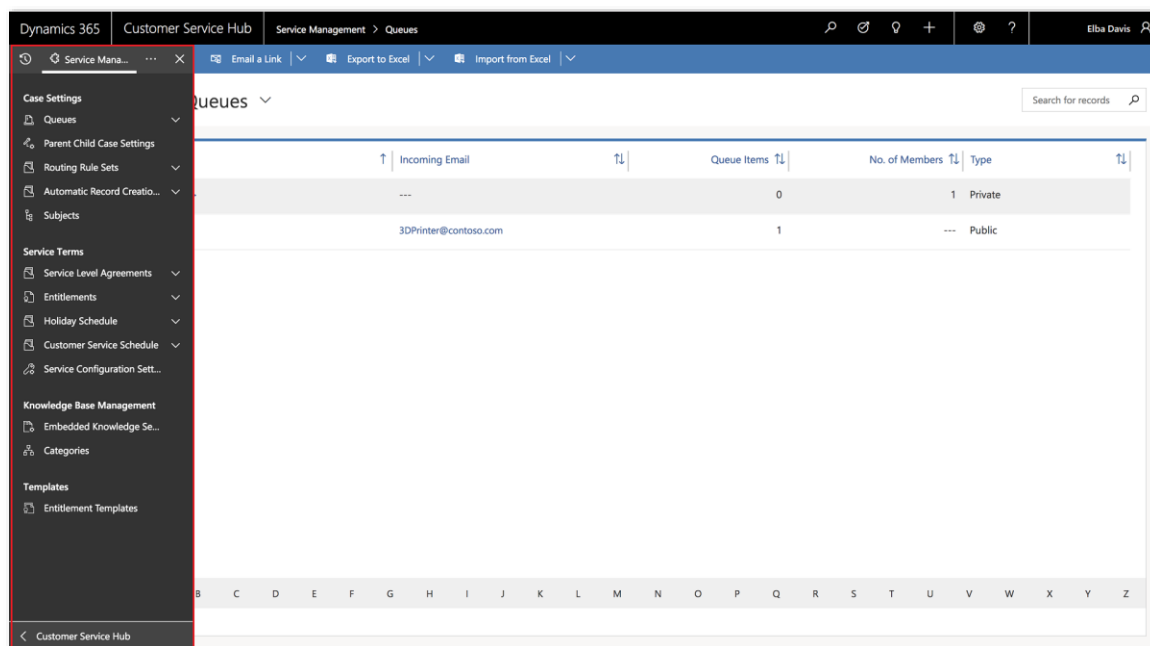 Dynamics 365 Customer Service Hub Service Management > Queues Elba Davis
Service Mana... ... Email a Link Export to Excel Import from Excel
Queues
Search for records
Case Settings
Queues
Parent Child Case Settings
Routing Rule Sets
Automatic Record Creatio...
Subjects
Service Terms
Service Level Agreements
Entitlements
Holiday Schedule
Customer Service Schedule
Service Configuration Sett...
Knowledge Base Management
Embedded Knowledge Se...
Categories
Templates
Entitlement Templates
Customer Service Hub
Incoming Email Queue Items No. of Members Type
--- 0 1 Private
3DPrinter@contoso.com 1 --- Public
B C D E F G H I J K L M N O P Q R S T U V W X Y Z